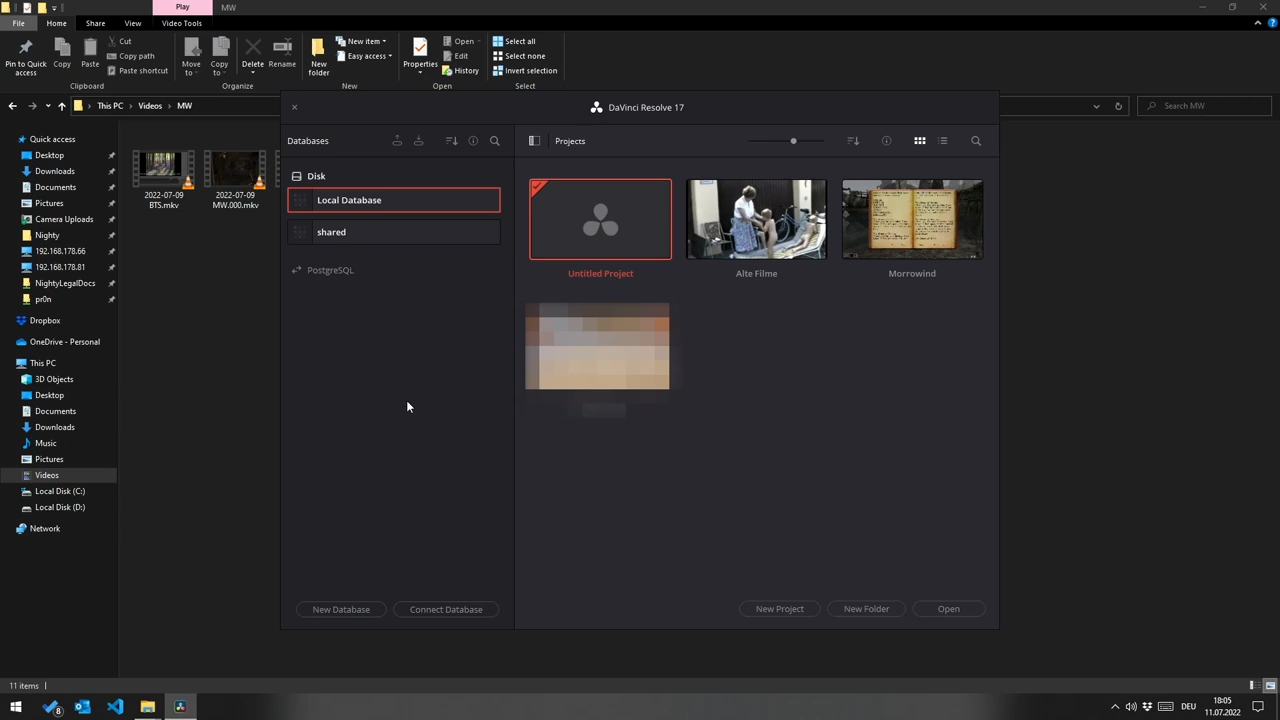 Play
MW
File
Home
Share
View
Video Tools
Pin to Quick
access
Copy
Paste
Cut
Copy path
Paste shortcut
Clipboard
Move
to
Copy
to
Delete
Rename
Organize
New
folder
New item
Easy access
New
Properties
Open
Edit
History
Open
Select all
Select none
Invert selection
Select
This PC
Videos
MW
Search MW
Quick access
Desktop
Downloads
Documents
Pictures
Camera Uploads
Nighty
192.168.178.66
192.168.178.81
NightyLegalDocs
pr0n
Dropbox
OneDrive - Personal
This PC
3D Objects
Desktop
Documents
Downloads
Music
Pictures
Videos
Local Disk (C:)
Local Disk (D:)
Network
2022-07-09
BTS.mkv
2022-07-09
MW.000.mkv
DaVinci Resolve 17
Databases
Disk
Local Database
shared
PostgreSQL
New Database
Connect Database
Projects
Untitled Project
Alte Filme
Morrowind
New Project
New Folder
Open
11 items
8
DEU
18:05
11.07.2022